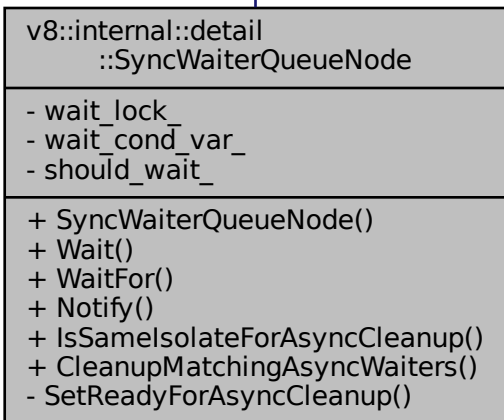 v8::internal::detail
::SyncWaiterQueueNode
- wait_lock_
- wait_cond_var_
- should_wait_
+ SyncWaiterQueueNode()
+ Wait()
+ WaitFor()
+ Notify()
+ IsSameIsolateForAsyncCleanup()
+ CleanupMatchingAsyncWaiters()
- SetReadyForAsyncCleanup()